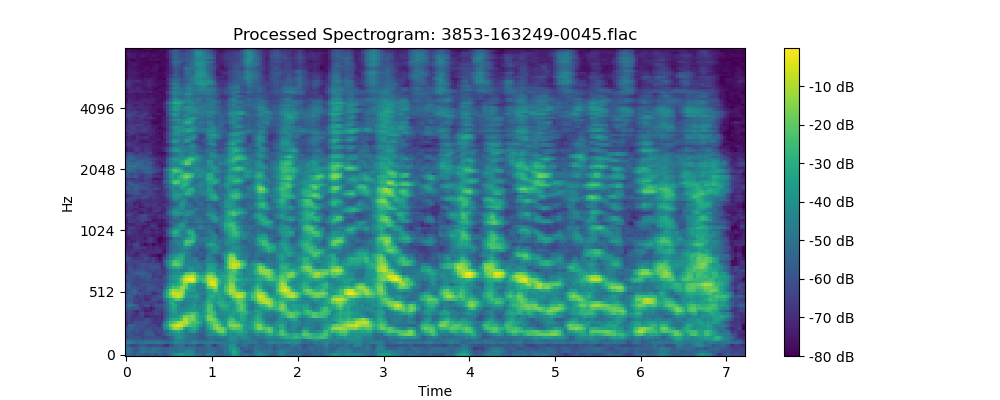 Processed Spectrogram: 3853-163249-0045.flac
Hz
4096
2048
1024
512
0
0 1 2 3 4 5 6 7
Time
-10 dB
-20 dB
-30 dB
-40 dB
-50 dB
-60 dB
-70 dB
-80 dB